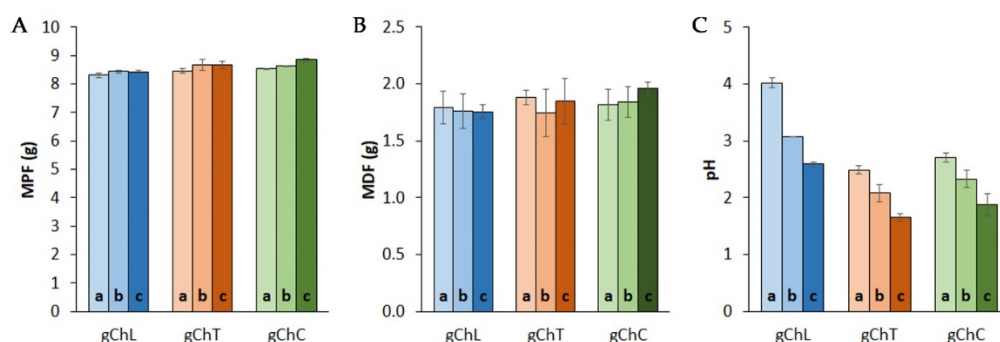 A
MPF (g)
10
9
8
7
6
5
4
3
2
1
0
a b c a b c a b c
gChL gChT gChC
B
MDF (g)
2.5
2.0
1.5
1.0
0.5
0.0
a b c a b c a b c
gChL gChT gChC
C
pH
5
4
3
2
1
0
a b c a b c a b c
gChL gChT gChC